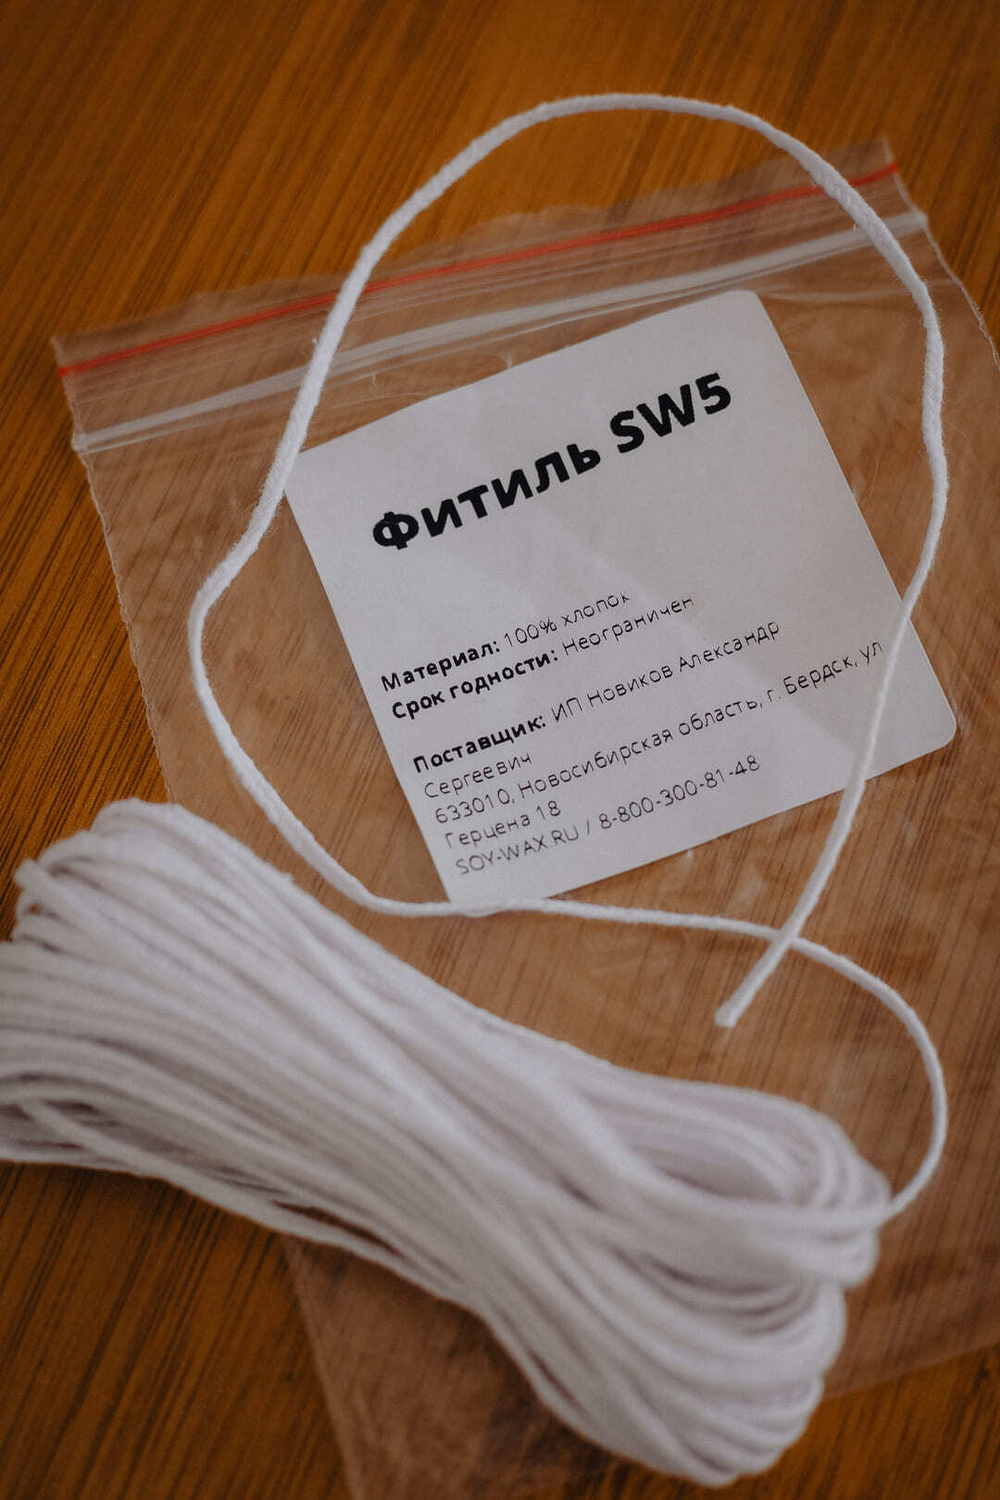 Фитиль SW5
Материал: 100% хлопок
Срок годности: Неограничен
Поставщик: ИП Новиков Александр
Сергеевич
633010, Новосибирская область, г. Бердск, ул
Герцена 18
SOY-WAX.RU / 8-800-300-81-48